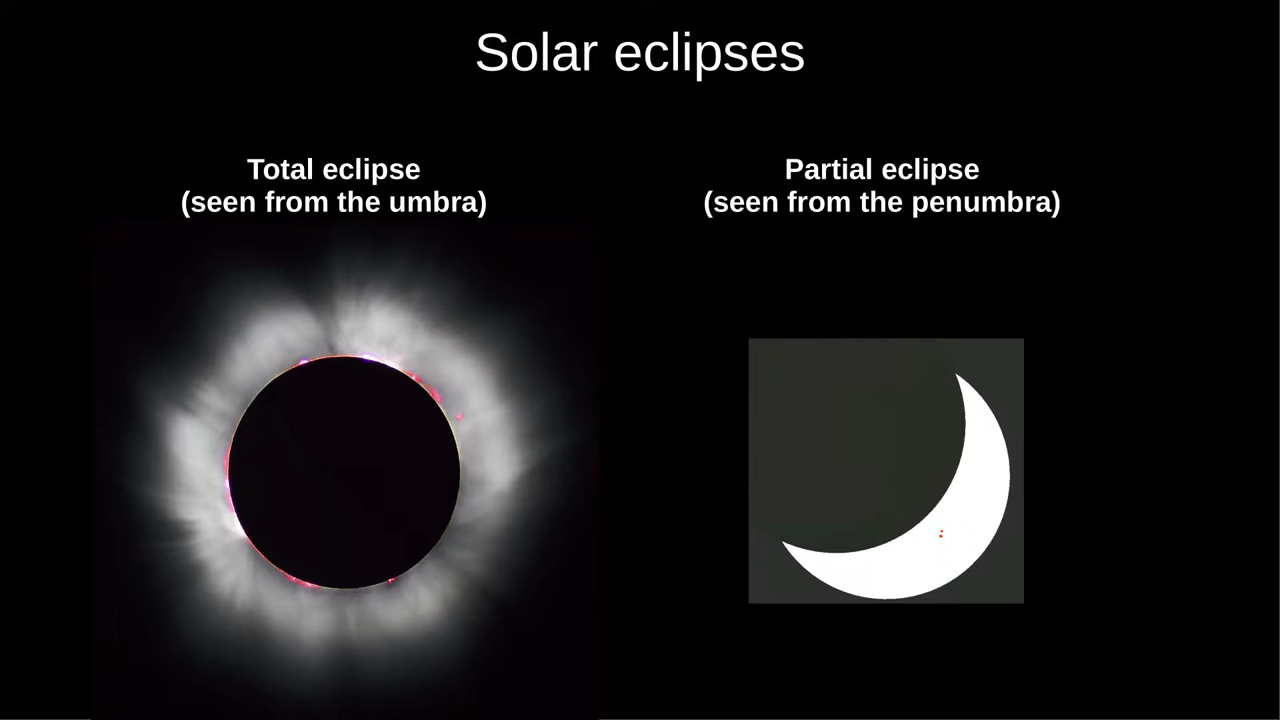 Solar eclipses
Total eclipse
(seen from the umbra)
Partial eclipse
(seen from the penumbra)